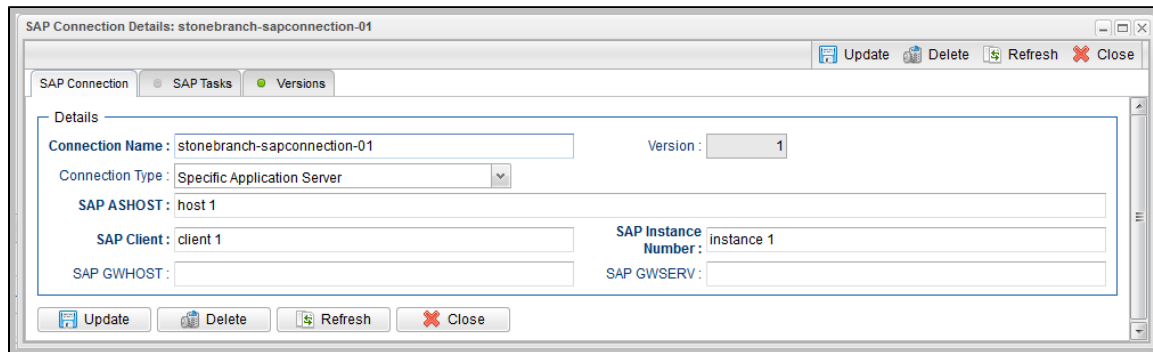 SAP Connection Details: stonebranch-sapconnection-01
Update Delete Refresh Close
SAP Connection SAP Tasks Versions
Details
Connection Name : stonebranch-sapconnection-01 Version : 1
Connection Type : Specific Application Server
SAP ASHOST : host 1
SAP Client : client 1 SAP Instance Number : instance 1
SAP GWHOST : SAP GWSERV :
Update Delete Refresh Close